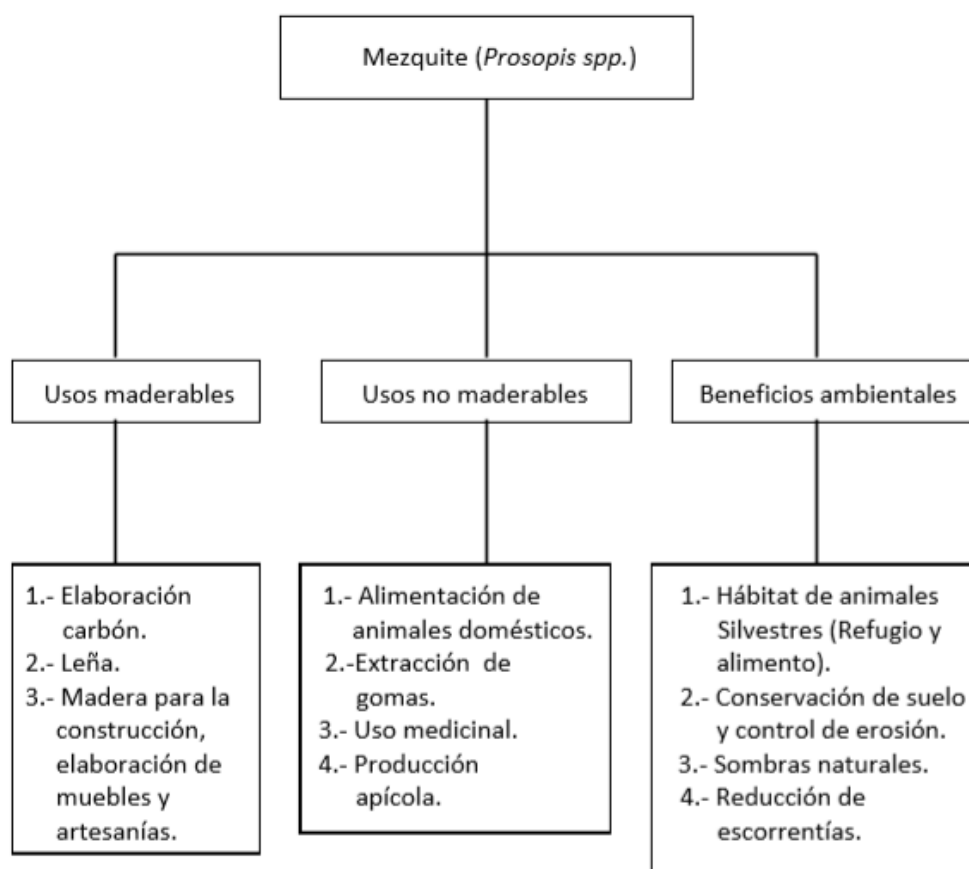 Mezquite (Prosopis spp.)
Usos maderables
Usos no maderables
Beneficios ambientales
1.- Elaboración
carbón.
2.- Leña.
3.- Madera para la
construcción,
elaboración de
muebles y
artesanías.
1.- Alimentación de
animales domésticos.
2.-Extracción de
gomas.
3.- Uso medicinal.
4.- Producción
apícola.
1.- Hábitat de animales
Silvestres (Refugio y
alimento).
2.- Conservación de suelo
y control de erosión.
3.- Sombras naturales.
4.- Reducción de
escorrentías.